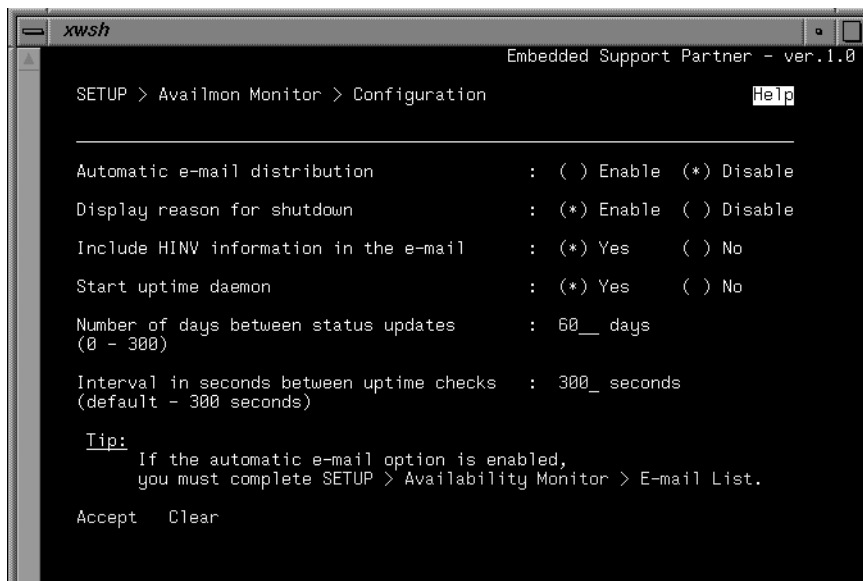 xwsh
Embedded Support Partner - ver.1.0
SETUP > Availmon Monitor > Configuration Help
Automatic e-mail distribution : ( ) Enable (*) Disable
Display reason for shutdown : (*) Enable ( ) Disable
Include HINV information in the e-mail : (*) Yes ( ) No
Start uptime daemon : (*) Yes ( ) No
Number of days between status updates : 60__ days
(0 - 300)
Interval in seconds between uptime checks : 300_ seconds
(default - 300 seconds)
Tip:
If the automatic e-mail option is enabled,
you must complete SETUP > Availability Monitor > E-mail List.
Accept Clear